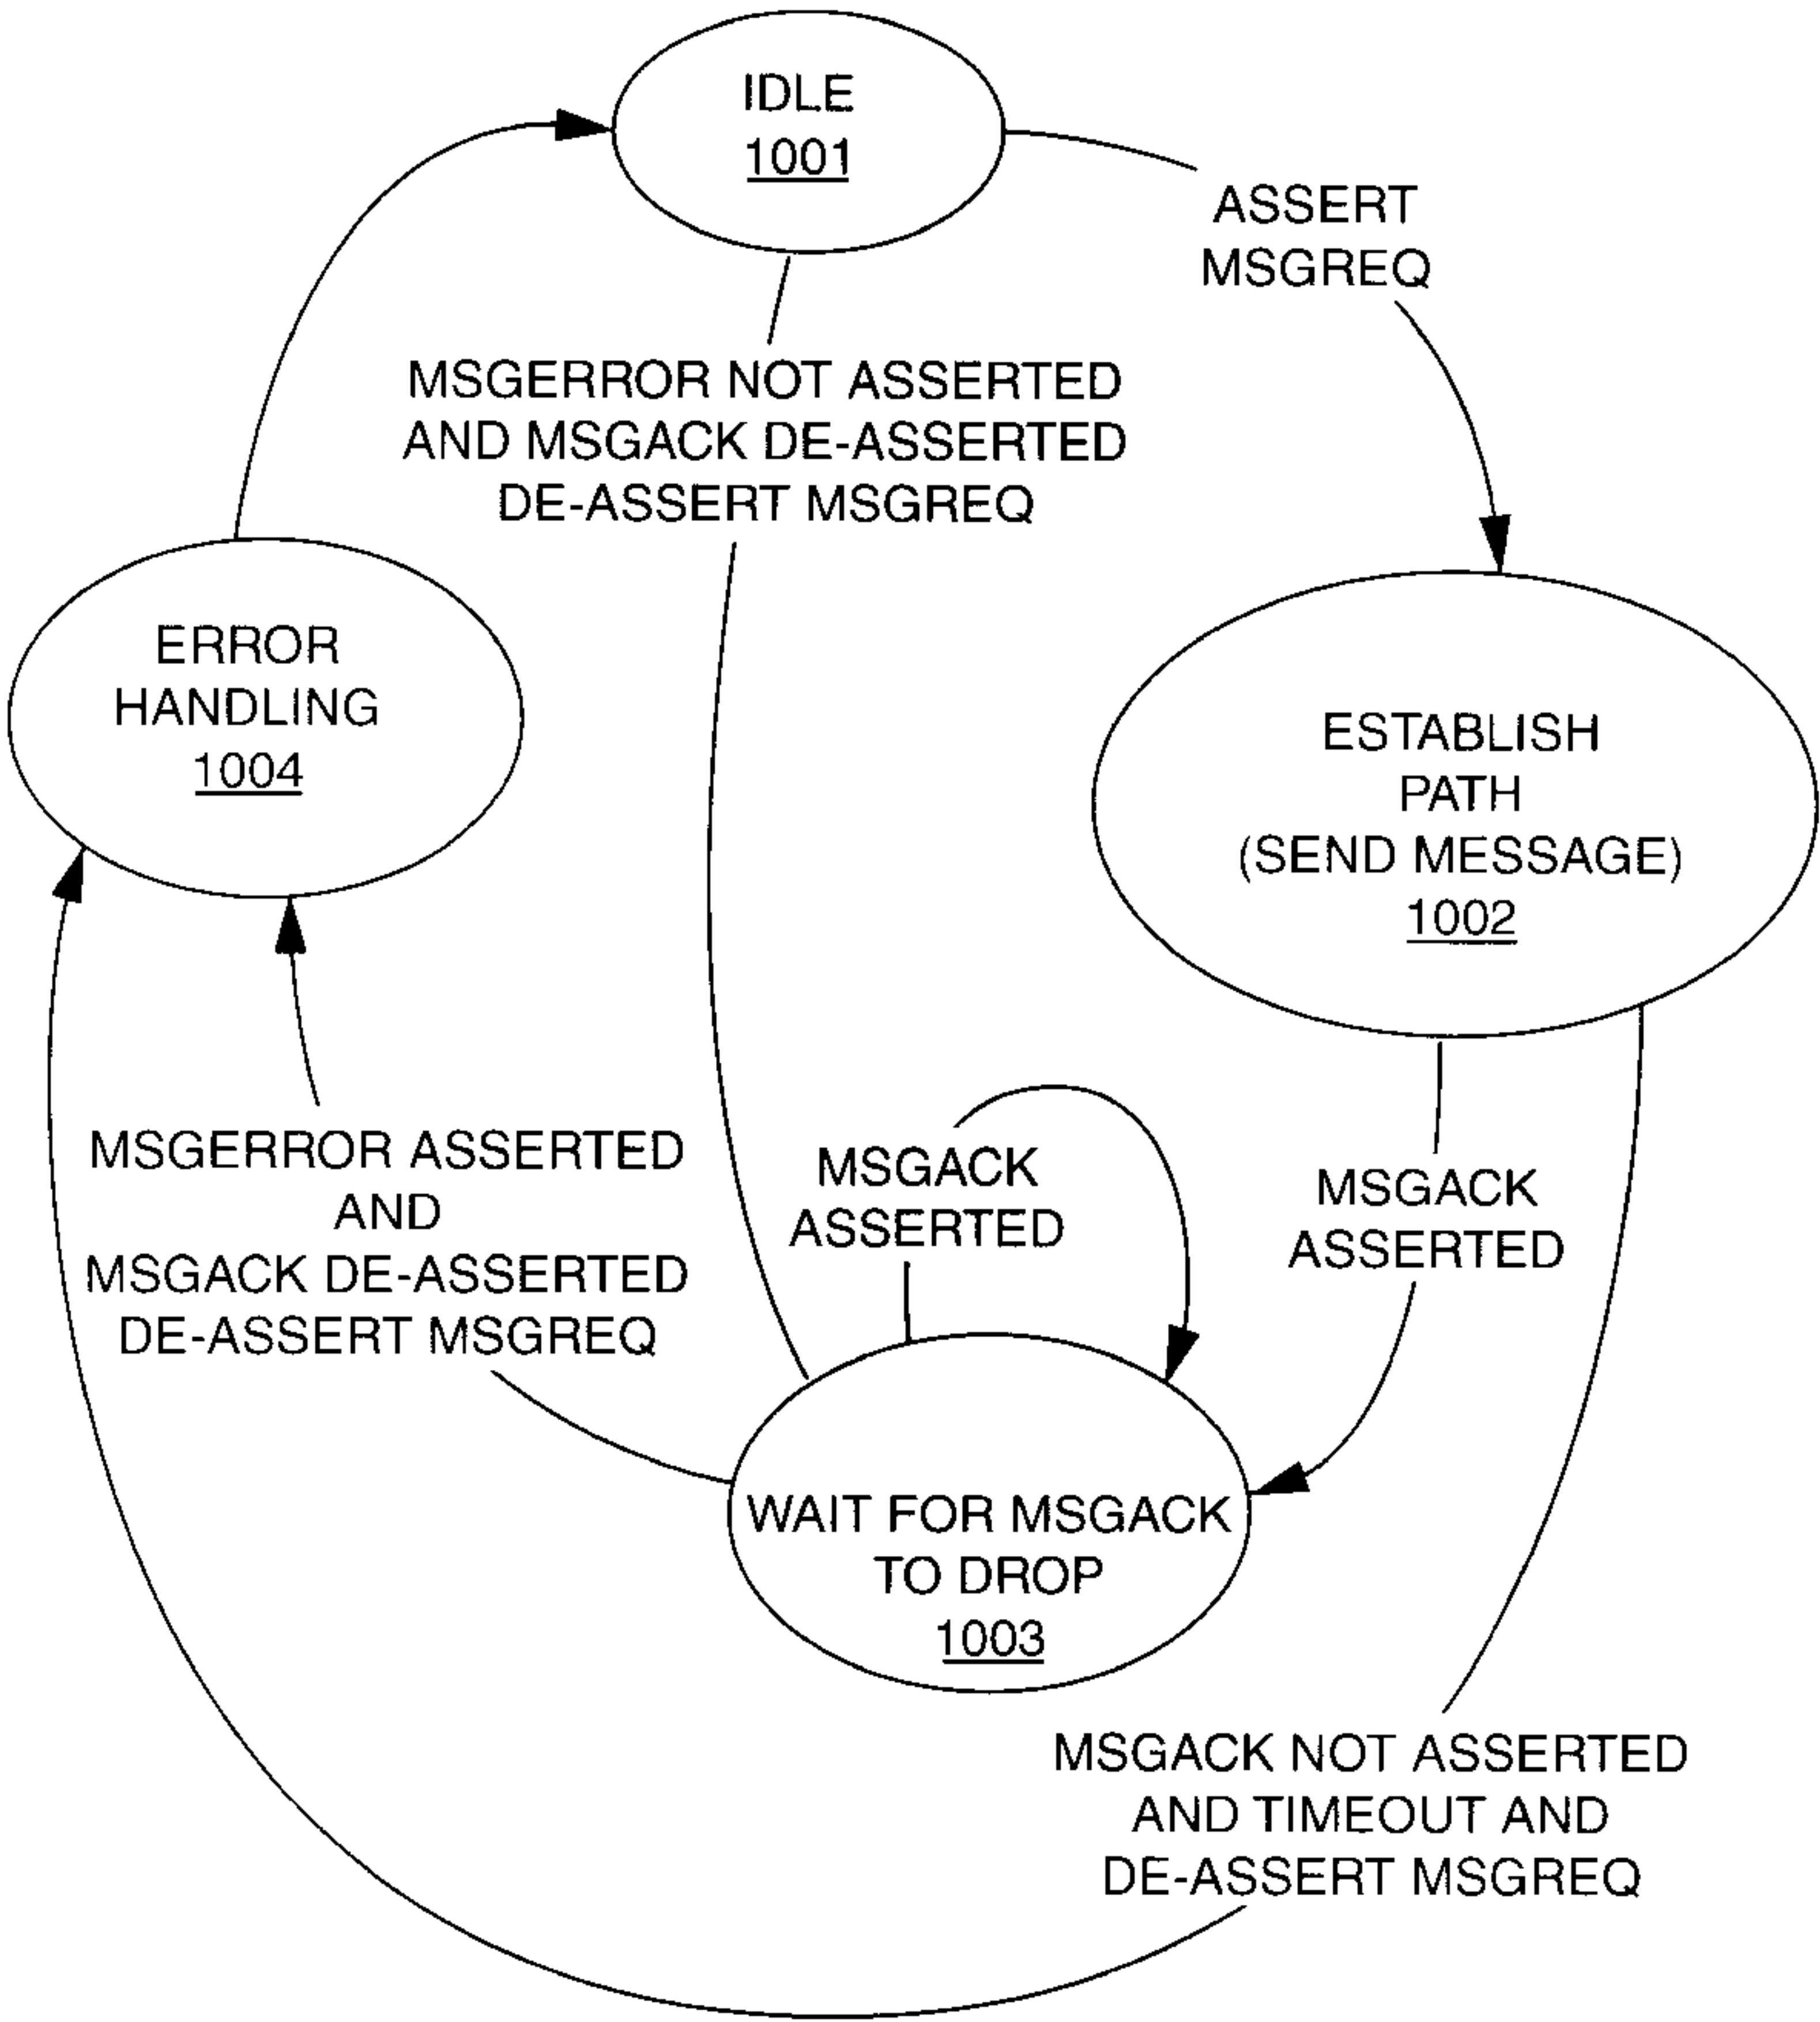 IDLE
1001
ASSERT
MSGREQ
MSGERROR NOT ASSERTED
AND MSGACK DE-ASSERTED
DE-ASSERT MSGREQ
ERROR
HANDLING
1004
ESTABLISH
PATH
(SEND MESSAGE)
1002
MSGERROR ASSERTED
AND
MSGACK DE-ASSERTED
DE-ASSERT MSGREQ
MSGACK
ASSERTED
MSGACK
ASSERTED
WAIT FOR MSGACK
TO DROP
1003
MSGACK NOT ASSERTED
AND TIMEOUT AND
DE-ASSERT MSGREQ